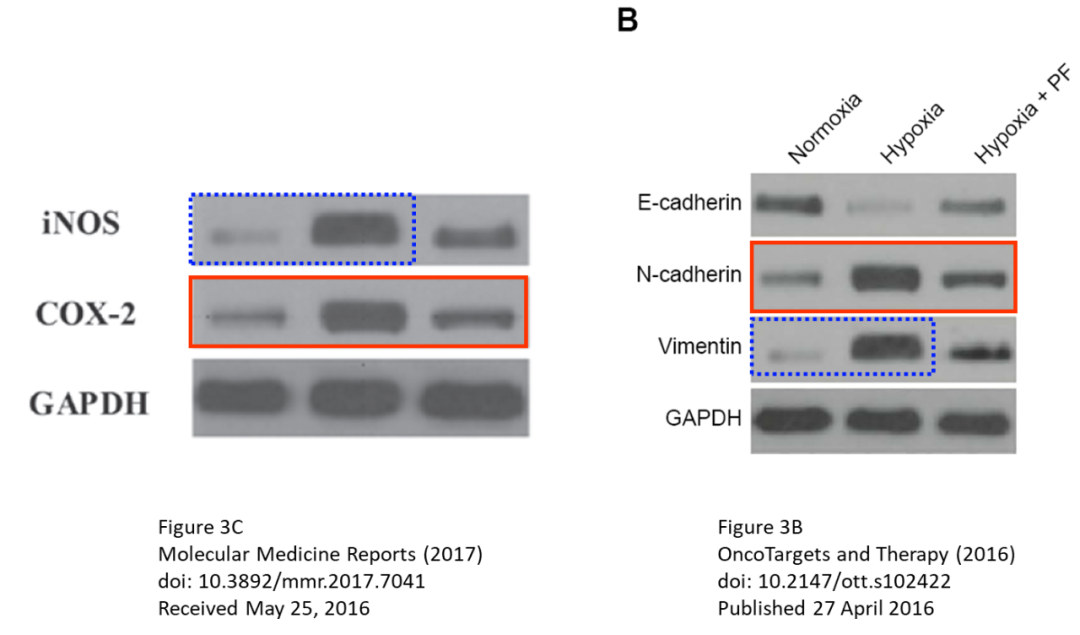 B
Normoxia
Hypoxia
Hypoxia + PF
iNOS
COX-2
GAPDH
E-cadherin
N-cadherin
Vimentin
GAPDH
Figure 3C
Molecular Medicine Reports (2017)
doi: 10.3892/mmr.2017.7041
Received May 25, 2016
Figure 3B
OncoTargets and Therapy (2016)
doi: 10.2147/ott.s102422
Published 27 April 2016